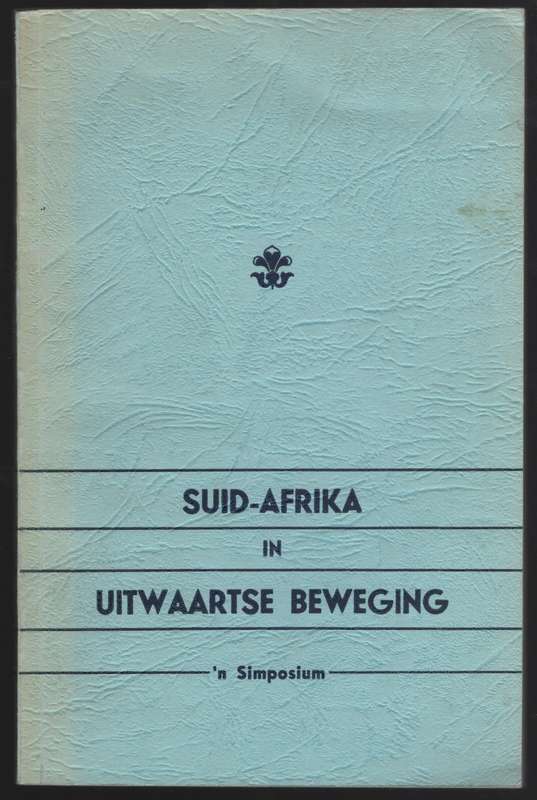 SUID-AFRIKA
IN
UITWAARTSE BEWEGING
'n Simposium